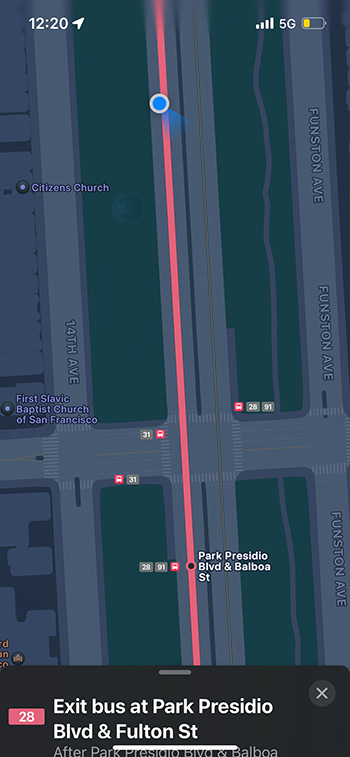 12:20
5G
Citizens Church
FUNSTON AVE
14TH AVE
FUNSTON AVE
First Slavic
Baptist Church
of San Francisco
28 91
31
31
28 91
Park Presidio
Blvd & Balboa
St
FUNSTON AVE
28
Exit bus at Park Presidio
Blvd & Fulton St
After Park Presidio Blvd & Balboa